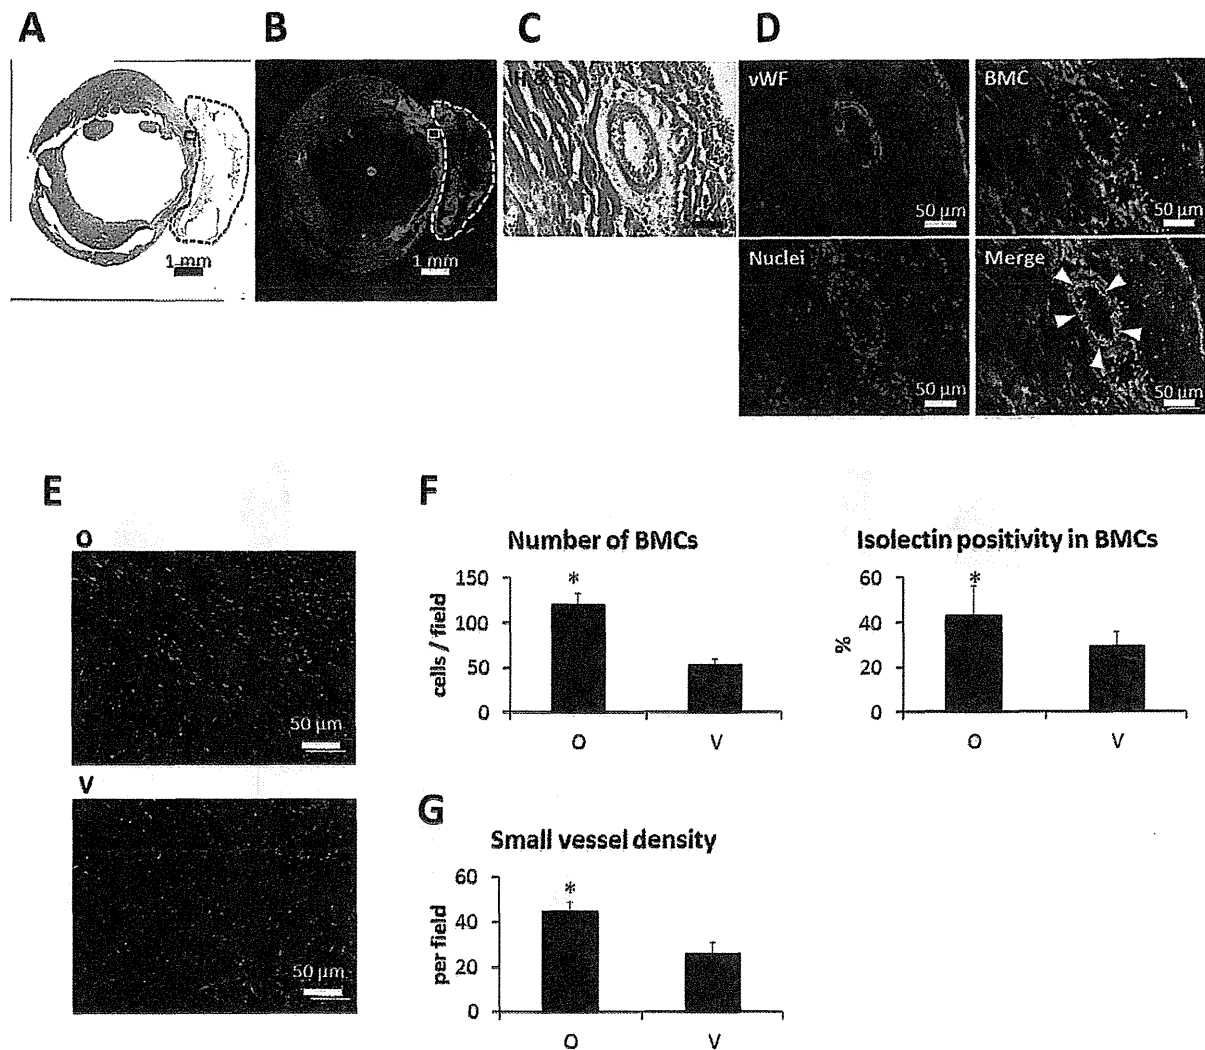 A
B
C
D
1 mm
1 mm
H & E
vWF
50 µm
BMC
50 µm
Nuclei
50 µm
Merge
50 µm
E
O
50 µm
V
50 µm
F
Number of BMCs
cells / field
150
100
50
0
*
O
V
Isolectin positivity in BMCs
%
60
40
20
0
*
O
V
G
Small vessel density
per field
60
40
20
0
*
O
V